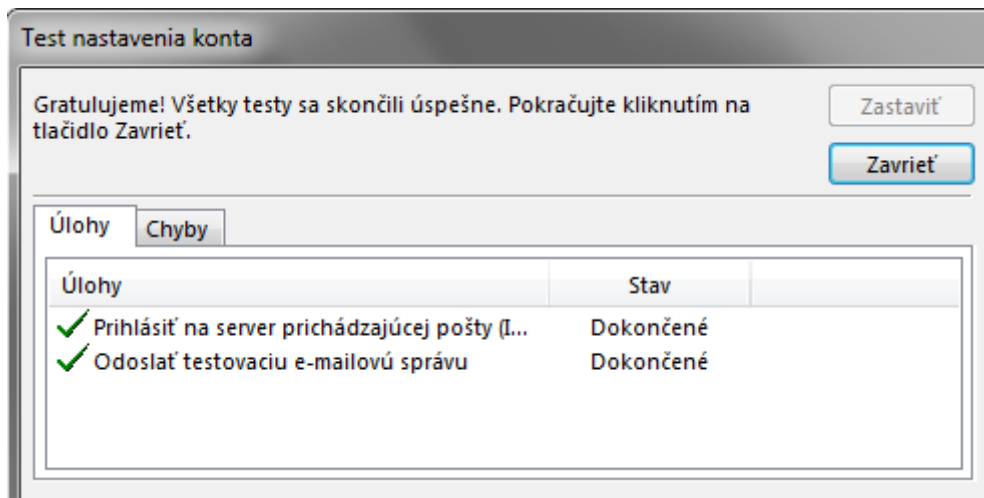 Test nastavenia konta
Gratulujeme! Všetky testy sa skončili úspešne. Pokračujte kliknutím na
tlačidlo Zavrieť.
Zastaviť
Zavrieť
Úlohy
Chyby
Úlohy Stav
Prihlásiť na server prichádzajúcej pošty (I... Dokončené
Odoslať testovaciu e-mailovú správu Dokončené